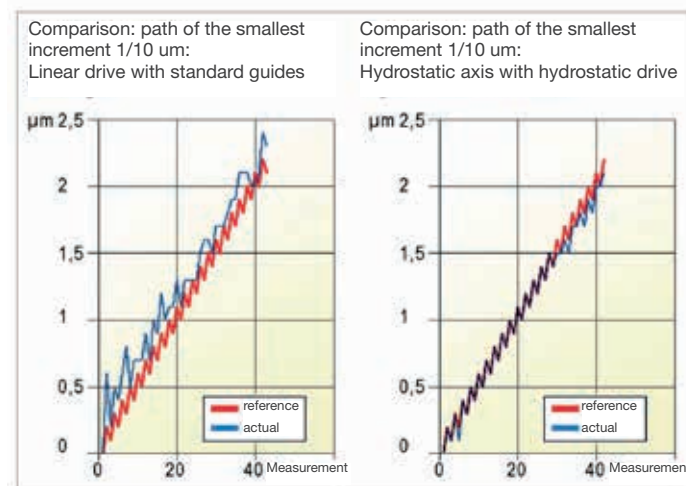 Comparison: path of the smallest
increment 1/10 um:
Linear drive with standard guides
µm 2,5
2
1,5
1
0,5
0
0
20
40 Measurement
reference
actual
Comparison: path of the smallest
increment 1/10 um:
Hydrostatic axis with hydrostatic drive
µm 2,5
2
1,5
1
0,5
0
0
20
40 Measurement
reference
actual